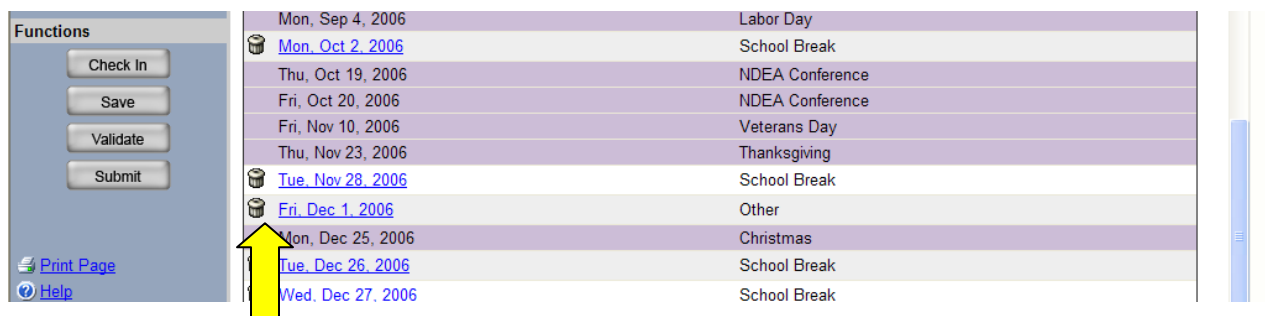 Functions
Check In
Save
Validate
Submit
Print Page
Help
Mon, Sep 4, 2006 Labor Day
Mon, Oct 2, 2006 School Break
Thu, Oct 19, 2006 NDEA Conference
Fri, Oct 20, 2006 NDEA Conference
Fri, Nov 10, 2006 Veterans Day
Thu, Nov 23, 2006 Thanksgiving
Tue, Nov 28, 2006 School Break
Fri, Dec 1, 2006 Other
Mon, Dec 25, 2006 Christmas
Tue, Dec 26, 2006 School Break
Wed, Dec 27, 2006 School Break